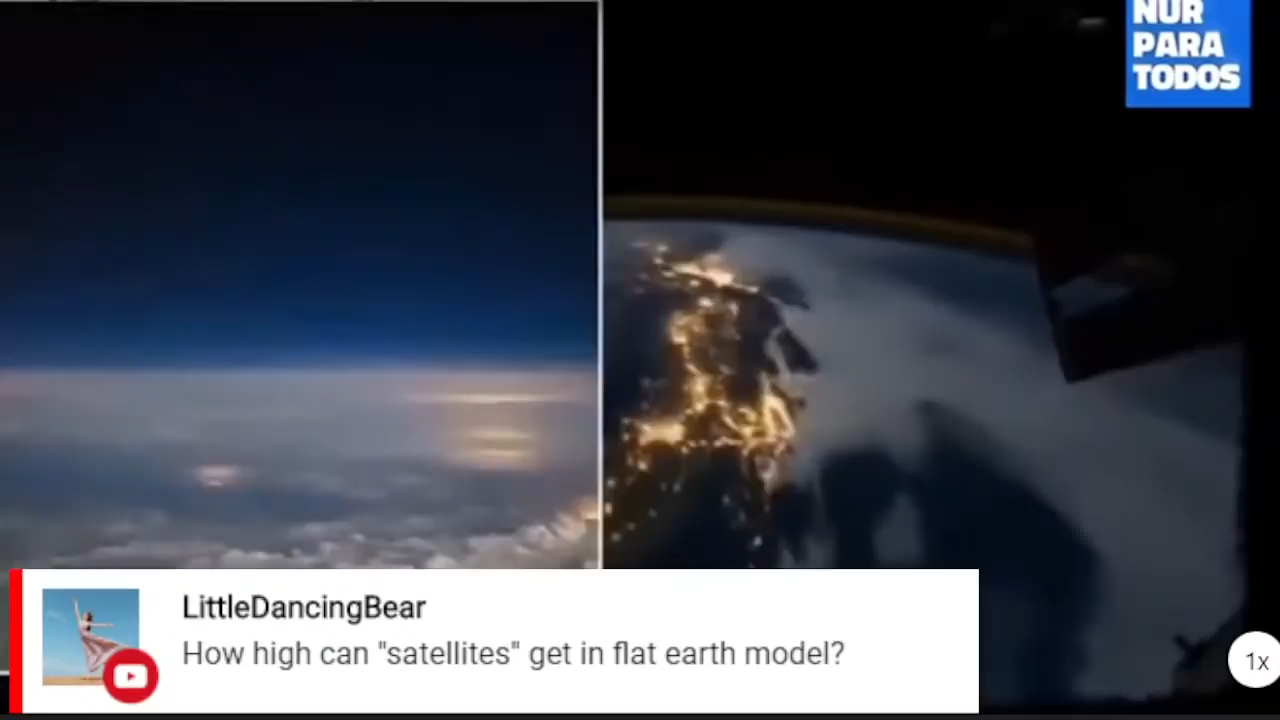 NUR
PARA
TODOS
LittleDancingBear
How high can "satellites" get in flat earth model?
1x